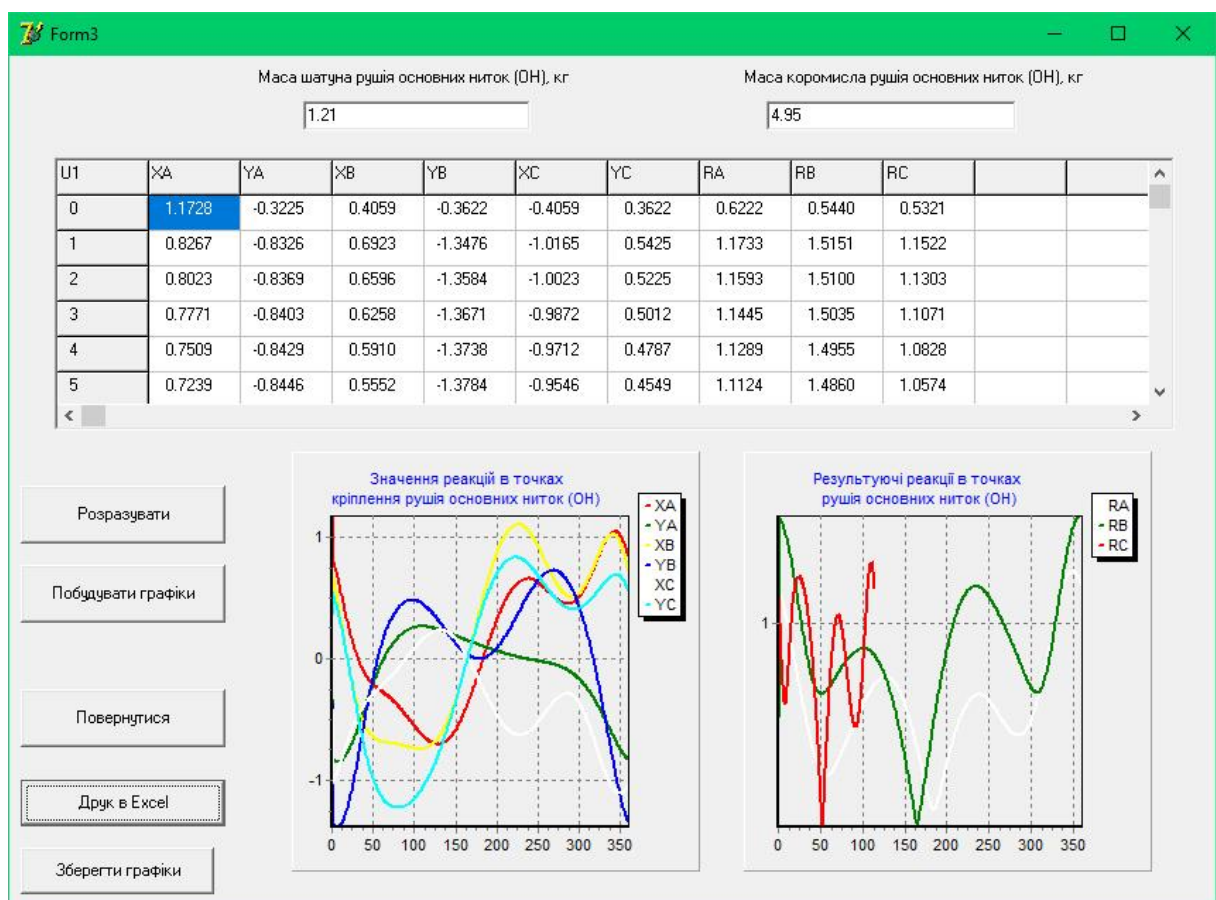 Form3
Маса шатуна рушія основних ниток (ОН), кг
Маса коромисла рушія основних ниток (ОН), кг
1.21
4.95
U1 XA YA XB YB XC YC RA RB RC
0 1.1728 -0.3225 0.4059 -0.3622 -0.4059 0.3622 0.6222 0.5440 0.5321
1 0.8267 -0.8326 0.6923 -1.3476 -1.0165 0.5425 1.1733 1.5151 1.1522
2 0.8023 -0.8369 0.6596 -1.3584 -1.0023 0.5225 1.1593 1.5100 1.1303
3 0.7771 -0.8403 0.6258 -1.3671 -0.9872 0.5012 1.1445 1.5035 1.1071
4 0.7509 -0.8429 0.5910 -1.3738 -0.9712 0.4787 1.1289 1.4955 1.0828
5 0.7239 -0.8446 0.5552 -1.3784 -0.9546 0.4549 1.1124 1.4860 1.0574
Розразувати
Побудувати графіки
Повернутися
Друк в Excel
Зберегти графіки
Значення реакцій в точках
кріплення рушія основних ниток (ОН)
XA
YA
XB
YB
XC
YC
1
0
-1
0 50 100 150 200 250 300 350
Результуючі реакції в точках
рушія основних ниток (ОН)
RA
RB
RC
1
0 50 100 150 200 250 300 350